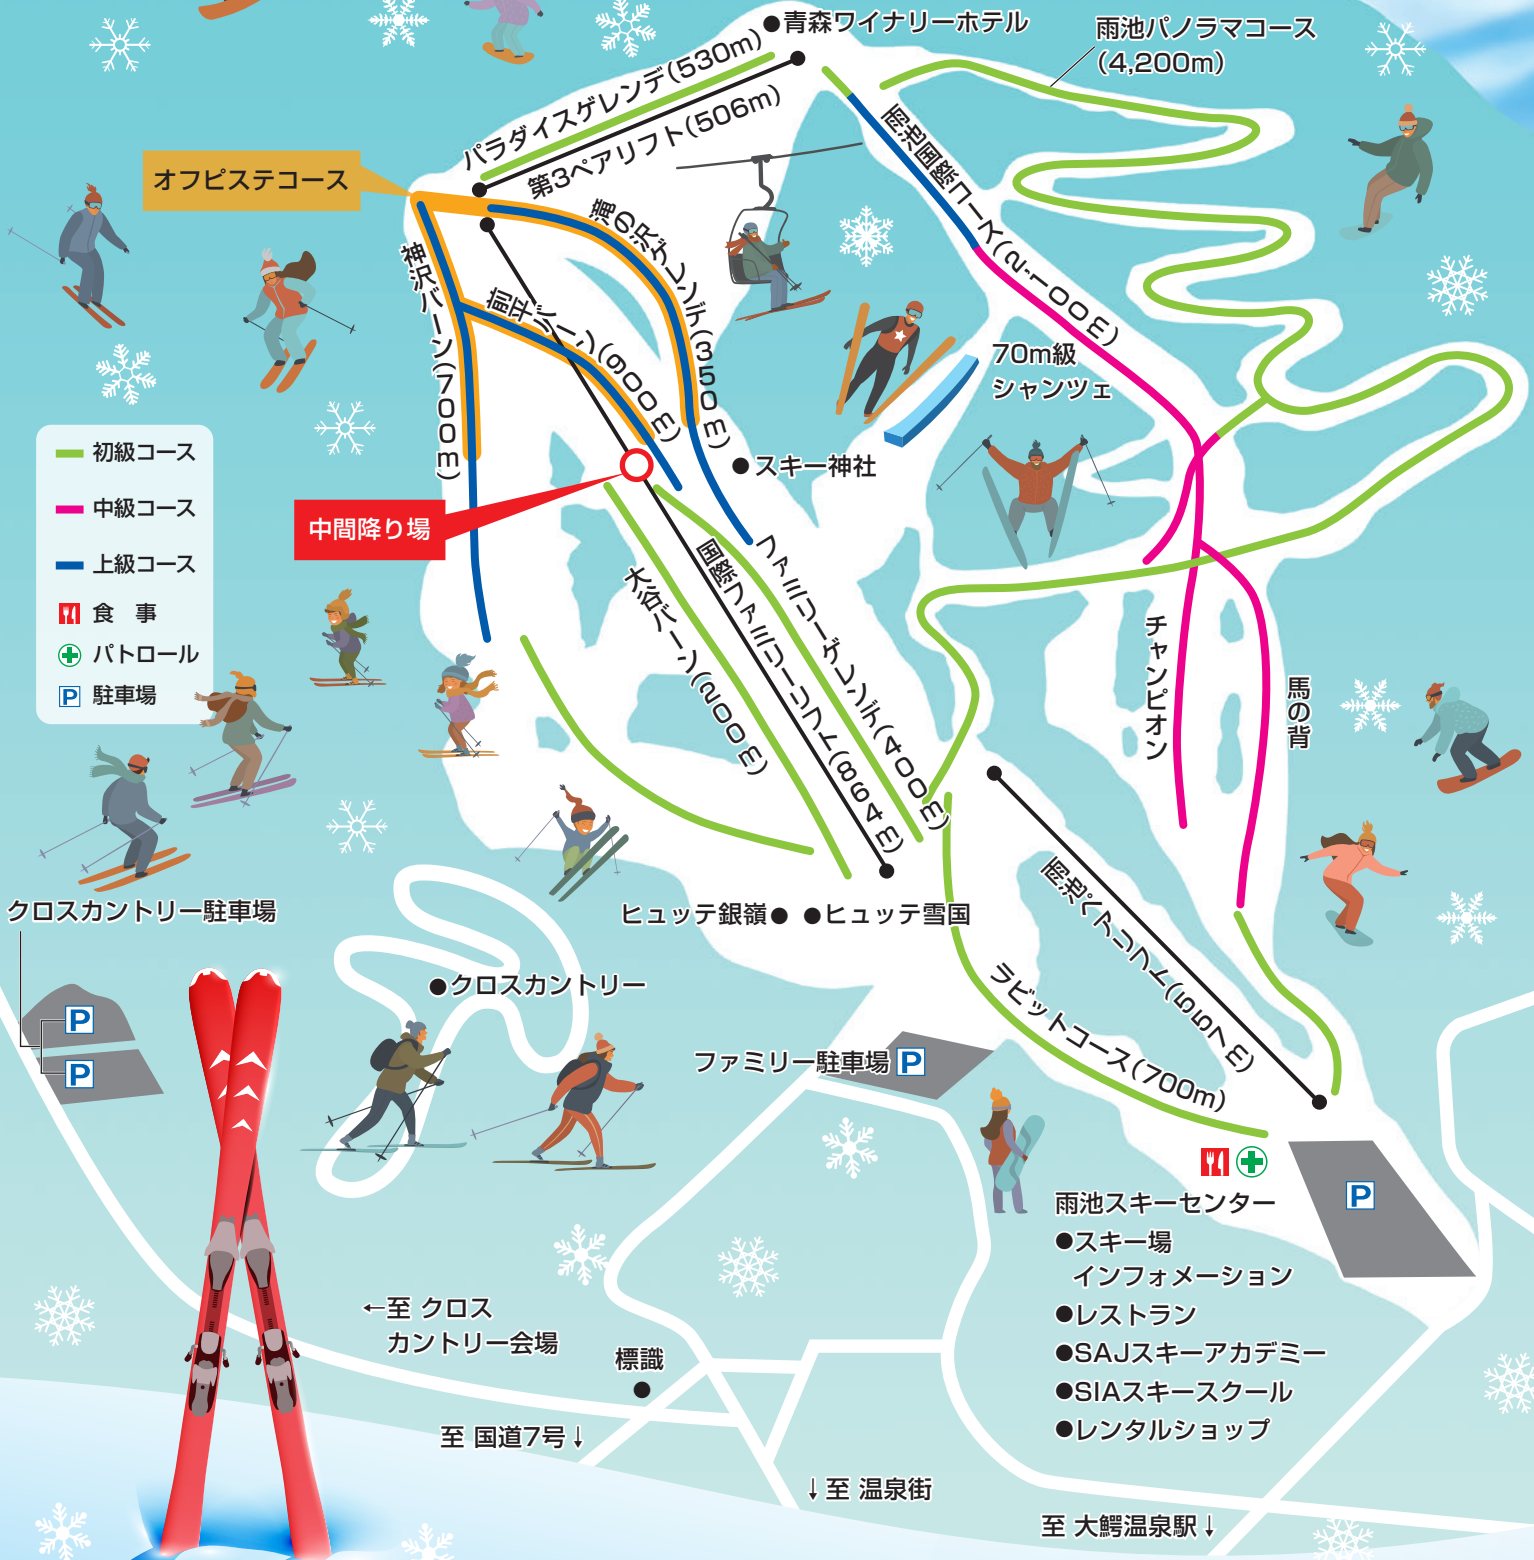 青森ワイナリーホテル
雨池パノラマコース
(4,200m)
パラダイスゲレンデ(530m)
第3ペアリフト(506m)
オフピステコース
滝の沢ゲレンデ(350m)
雨池国際コース(2,100m)
神沢バーン(700m)
前平バーン(600m)
70m級
シャンツェ
スキー神社
初級コース
中級コース
上級コース
食 事
パトロール
P 駐車場
中間降り場
大谷バーン(200m)
国際ファミリーリフト(864m)
ファミリーゲレンデ(400m)
チャンピオン
馬の背
雨池ペアリフト(557m)
ラビットコース(700m)
クロスカントリー駐車場
P
P
ヒュッテ銀嶺
ヒュッテ雪国
●クロスカントリー
ファミリー駐車場 P
P
雨池スキーセンター
●スキー場
インフォメーション
●レストラン
●SAJスキーアカデミー
●SIAスキースクール
●レンタルショップ
←至 クロス
カントリー会場
標識
至 国道7号↓
↓至 温泉街
至 大鰐温泉駅↓